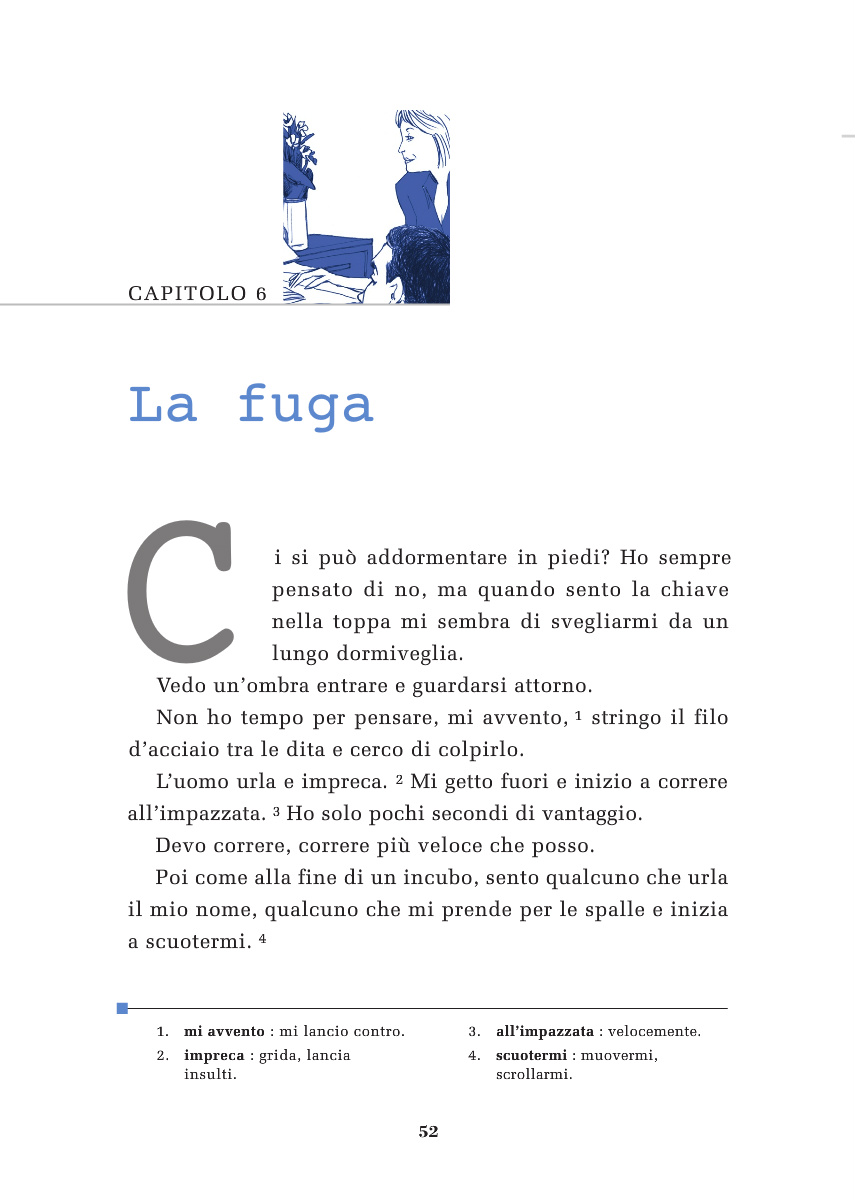 CAPITOLO 6
La fuga
Ci si può addormentare in piedi? Ho sempre
pensato di no, ma quando sento la chiave
nella toppa mi sembra di svegliarmi da un
lungo dormiveglia.
Vedo un’ombra entrare e guardarsi attorno.
Non ho tempo per pensare, mi avvento, ¹ stringo il filo
d’acciaio tra le dita e cerco di colpirlo.
L’uomo urla e impreca. ² Mi getto fuori e inizio a correre
all’impazzata. ³ Ho solo pochi secondi di vantaggio.
Devo correre, correre più veloce che posso.
Poi come alla fine di un incubo, sento qualcuno che urla
il mio nome, qualcuno che mi prende per le spalle e inizia
a scuotermi. ⁴
1. mi avvento : mi lancio contro.
2. impreca : grida, lancia
insulti.
3. all’impazzata : velocemente.
4. scuotermi : muovermi,
scrollarmi.
52